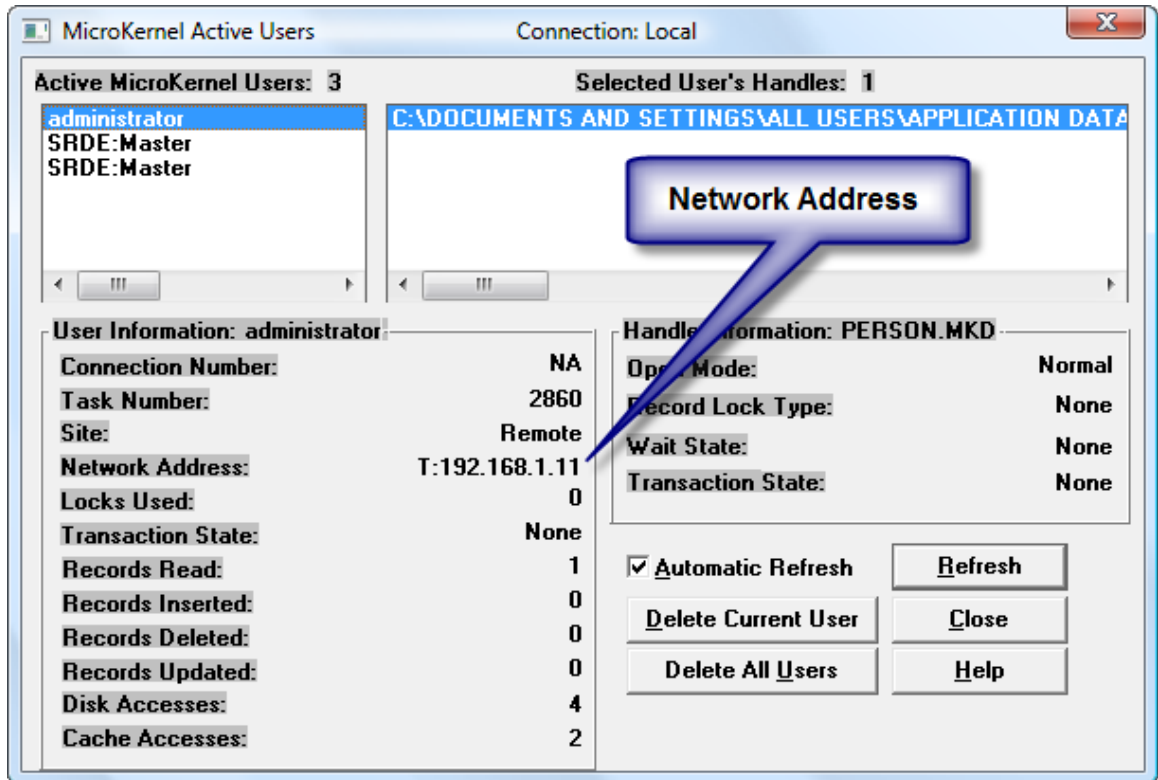 MicroKernel Active Users Connection: Local
Active MicroKernel Users: 3
Selected User's Handles: 1
administrator
SRDE:Master
SRDE:Master
C:\DOCUMENTS AND SETTINGS\ALL USERS\APPLICATION DATA
Network Address
User Information: administrator
Connection Number: NA
Task Number: 2860
Site: Remote
Network Address: T:192.168.1.11
Locks Used: 0
Transaction State: None
Records Read: 1
Records Inserted: 0
Records Deleted: 0
Records Updated: 0
Disk Accesses: 4
Cache Accesses: 2
Handle Information: PERSON.MKD
Open Mode: Normal
Record Lock Type: None
Wait State: None
Transaction State: None
Automatic Refresh Refresh
Delete Current User Close
Delete All Users Help